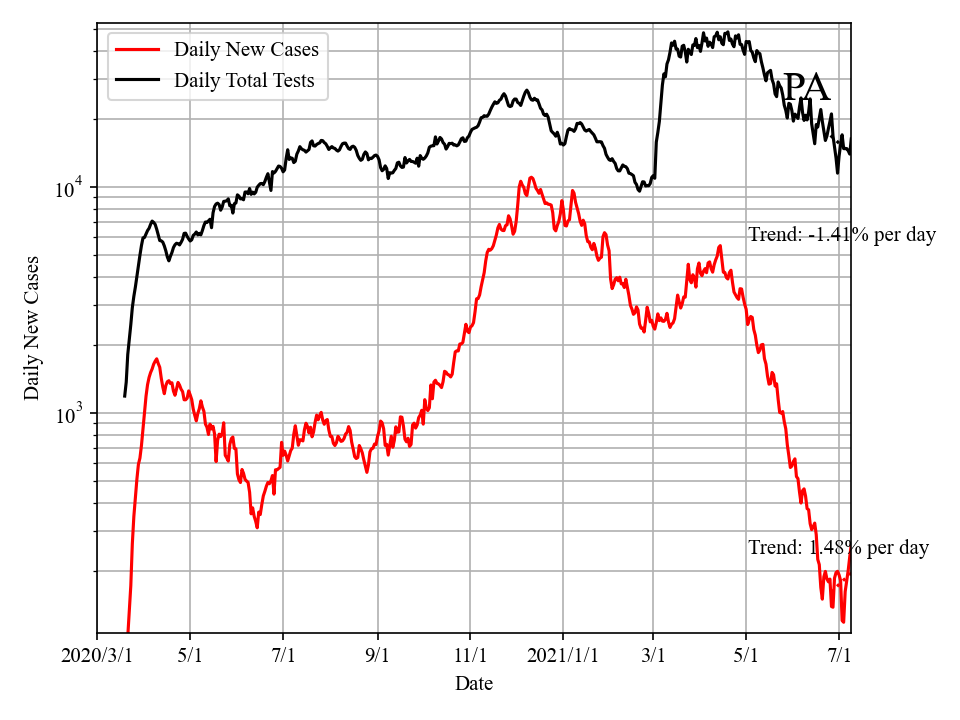 Daily New Cases
Daily Total Tests
PA
10^4
Trend: -1.41% per day
Daily New Cases
10^3
Trend: 1.48% per day
2020/3/1 5/1 7/1 9/1 11/1 2021/1/1 3/1 5/1 7/1
Date